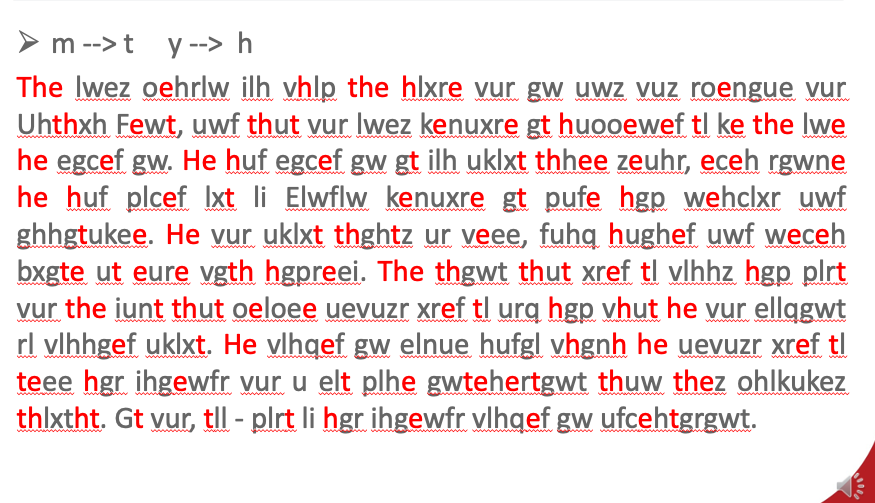 ➢ m --> t y --> h
The lwez oehrlw ilh vhlp the hlxre vur gw uwz vuz roengue vur
Uhthxh Fewt, uwf thut vur lwez kenuxre gt huooewef tl ke the lwe
he egcef gw. He huf egcef gw gt ilh uklxt thhee zeuhr, eceh rgwne
he huf plcef lxt li Elwflw kenuxre gt pufe hgp wehclxr uwf
ghhgtukee. He vur uklxt thghtz ur veee, fuhq hughef uwf weceh
bxgte ut eure vgth hgpreei. The thgwt thut xref tl vlhhz hgp plrt
vur the iunt thut oeloee uevuzr xref tl urq hgp vhut he vur ellqgwt
rl vlhhgef uklxt. He vlhqef gw elnue hufgl vhgnh he uevuzr xref tl
teee hgr ihgewfr vur u elt plhe gwtehertgwt thuw thez ohlkukez
thlxtht. Gt vur, tll - plrt li hgr ihgewfr vlhqef gw ufcehtgrgwt.